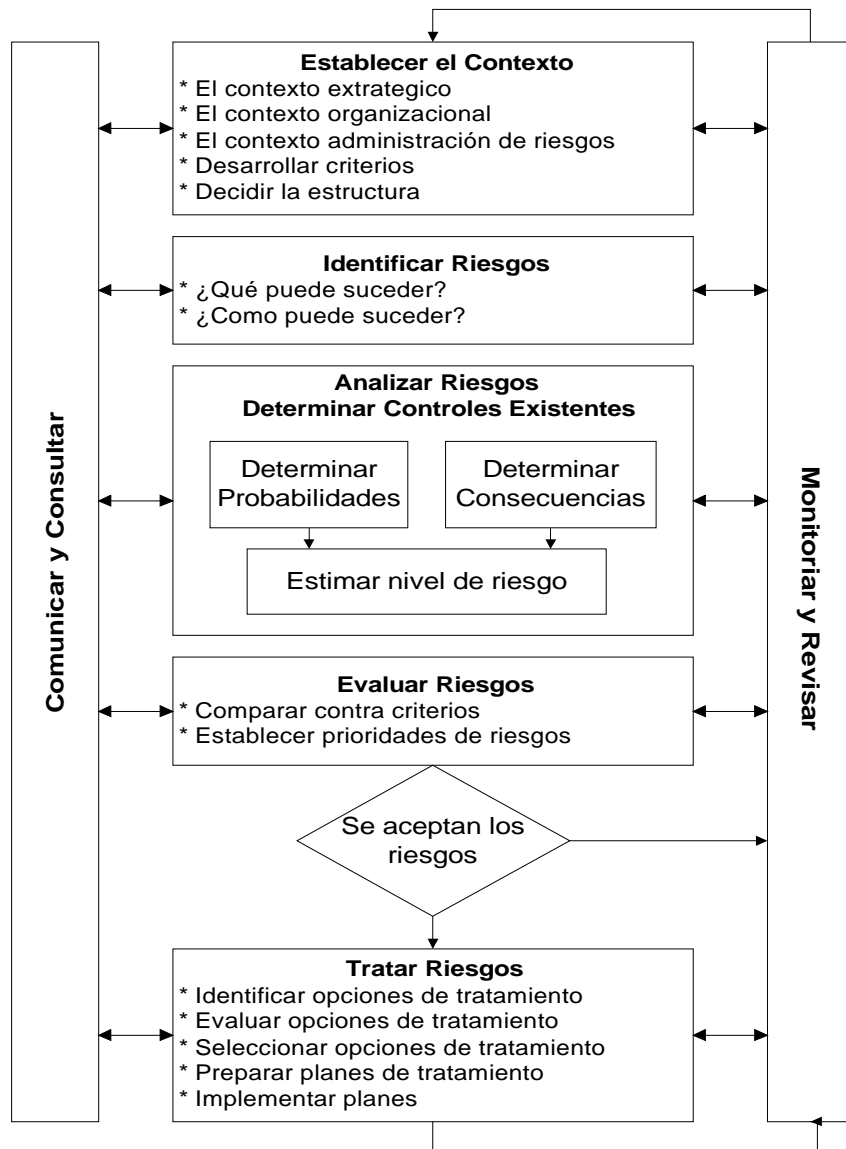 Establecer el Contexto
* El contexto extrategico
* El contexto organizacional
* El contexto administración de riesgos
* Desarrollar criterios
* Decidir la estructura
Identificar Riesgos
* ¿Qué puede suceder?
* ¿Como puede suceder?
Analizar Riesgos
Determinar Controles Existentes
Determinar
Probabilidades
Determinar
Consecuencias
Estimar nivel de riesgo
Evaluar Riesgos
* Comparar contra criterios
* Establecer prioridades de riesgos
Se aceptan los
riesgos
Tratar Riesgos
* Identificar opciones de tratamiento
* Evaluar opciones de tratamiento
* Seleccionar opciones de tratamiento
* Preparar planes de tratamiento
* Implementar planes
Comunicar y Consultar
Monitoriar y Revisar